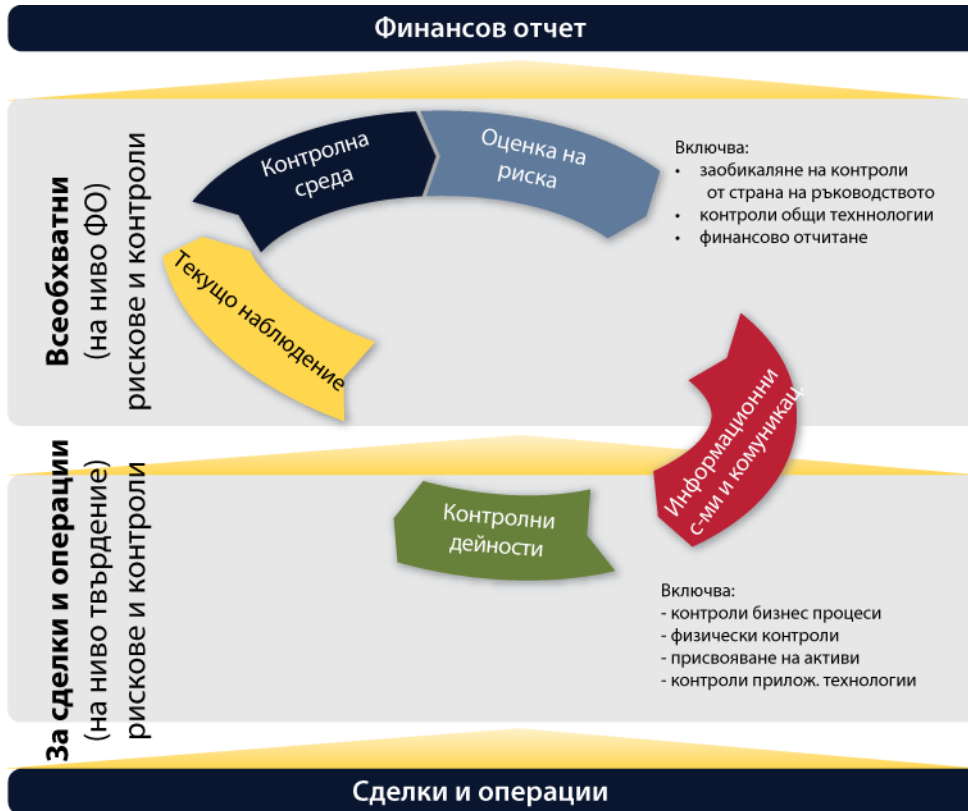 Финансов отчет
Всеобхватни
(на ниво ФО)
рискове и контроли
Контролна
среда
Оценка на
риска
Включва:
• заобикаляне на контроли
от страна на ръководството
• контроли общи технологии
• финансово отчитане
Текущо наблюдение
Информационни
с-ми и комуникац.
За сделки и операции
(на ниво твърдение)
рискове и контроли
Контролни
дейности
Включва:
- контроли бизнес процеси
- физически контроли
- присвояване на активи
- контроли прилож. технологии
Сделки и операции